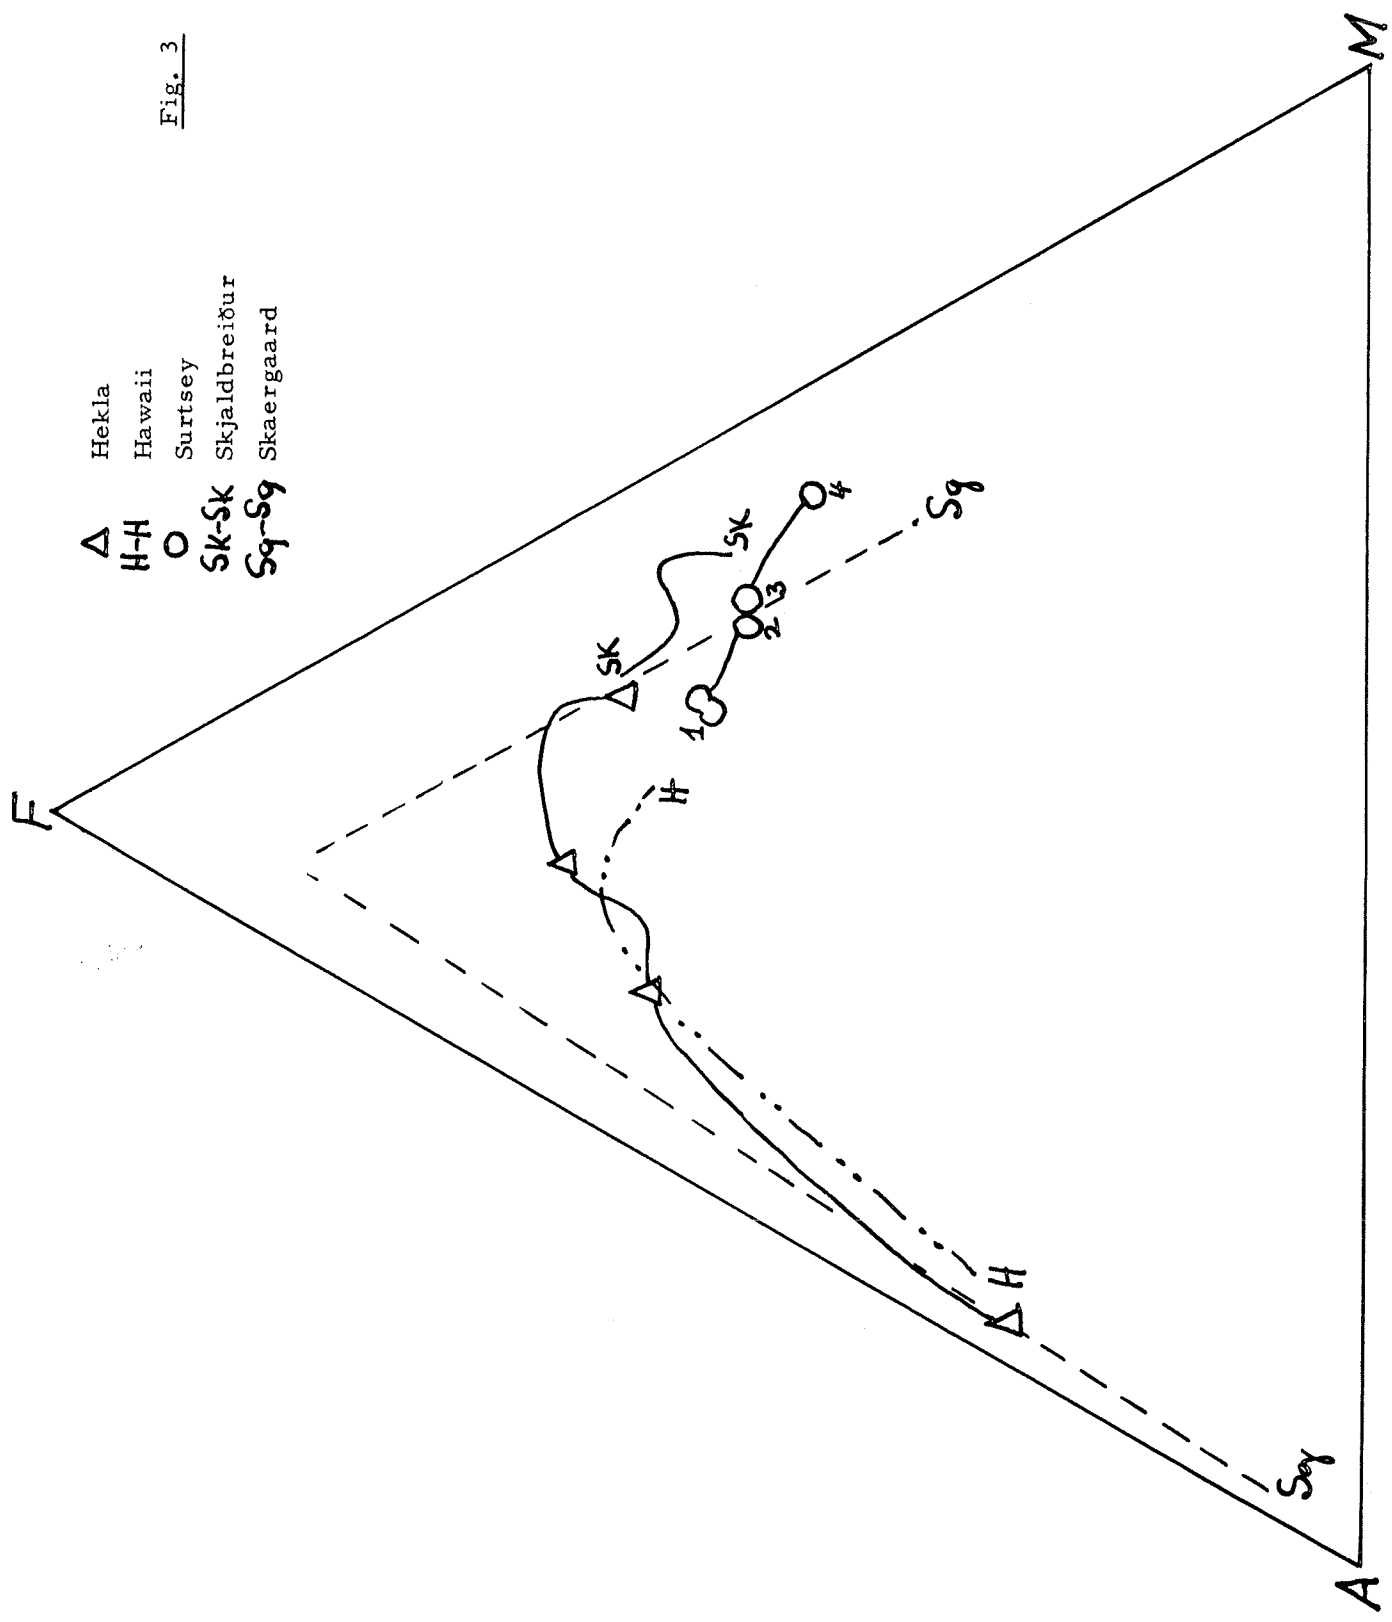 Fig. 3
△ Hekla
H-H Hawaii
○ Surtsey
SK-SK Skjaldbreiður
Sg-Sg Skaergaard
F
SK
SK
1
2
3
4
H
Sg
H
Sg
A
M